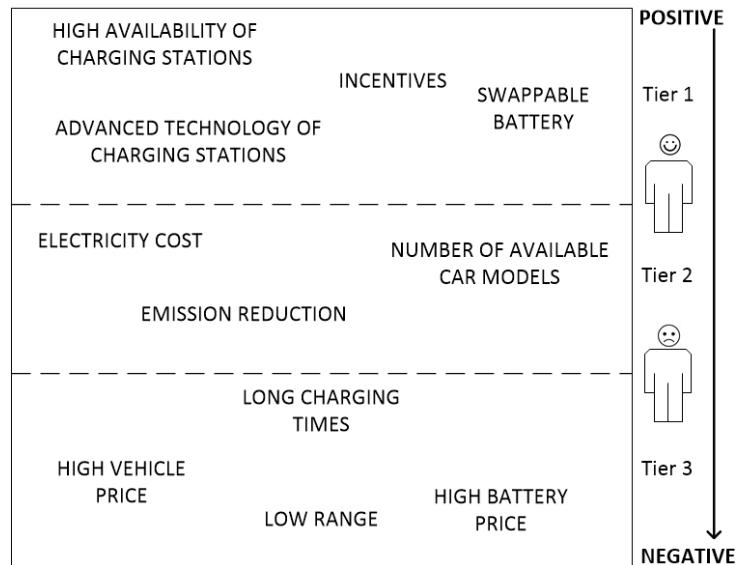 POSITIVE
HIGH AVAILABILITY OF
CHARGING STATIONS
INCENTIVES
SWAPPABLE
BATTERY
Tier 1
ADVANCED TECHNOLOGY OF
CHARGING STATIONS
ELECTRICITY COST
NUMBER OF AVAILABLE
CAR MODELS
Tier 2
EMISSION REDUCTION
LONG CHARGING
TIMES
HIGH VEHICLE
PRICE
Tier 3
HIGH BATTERY
PRICE
LOW RANGE
NEGATIVE